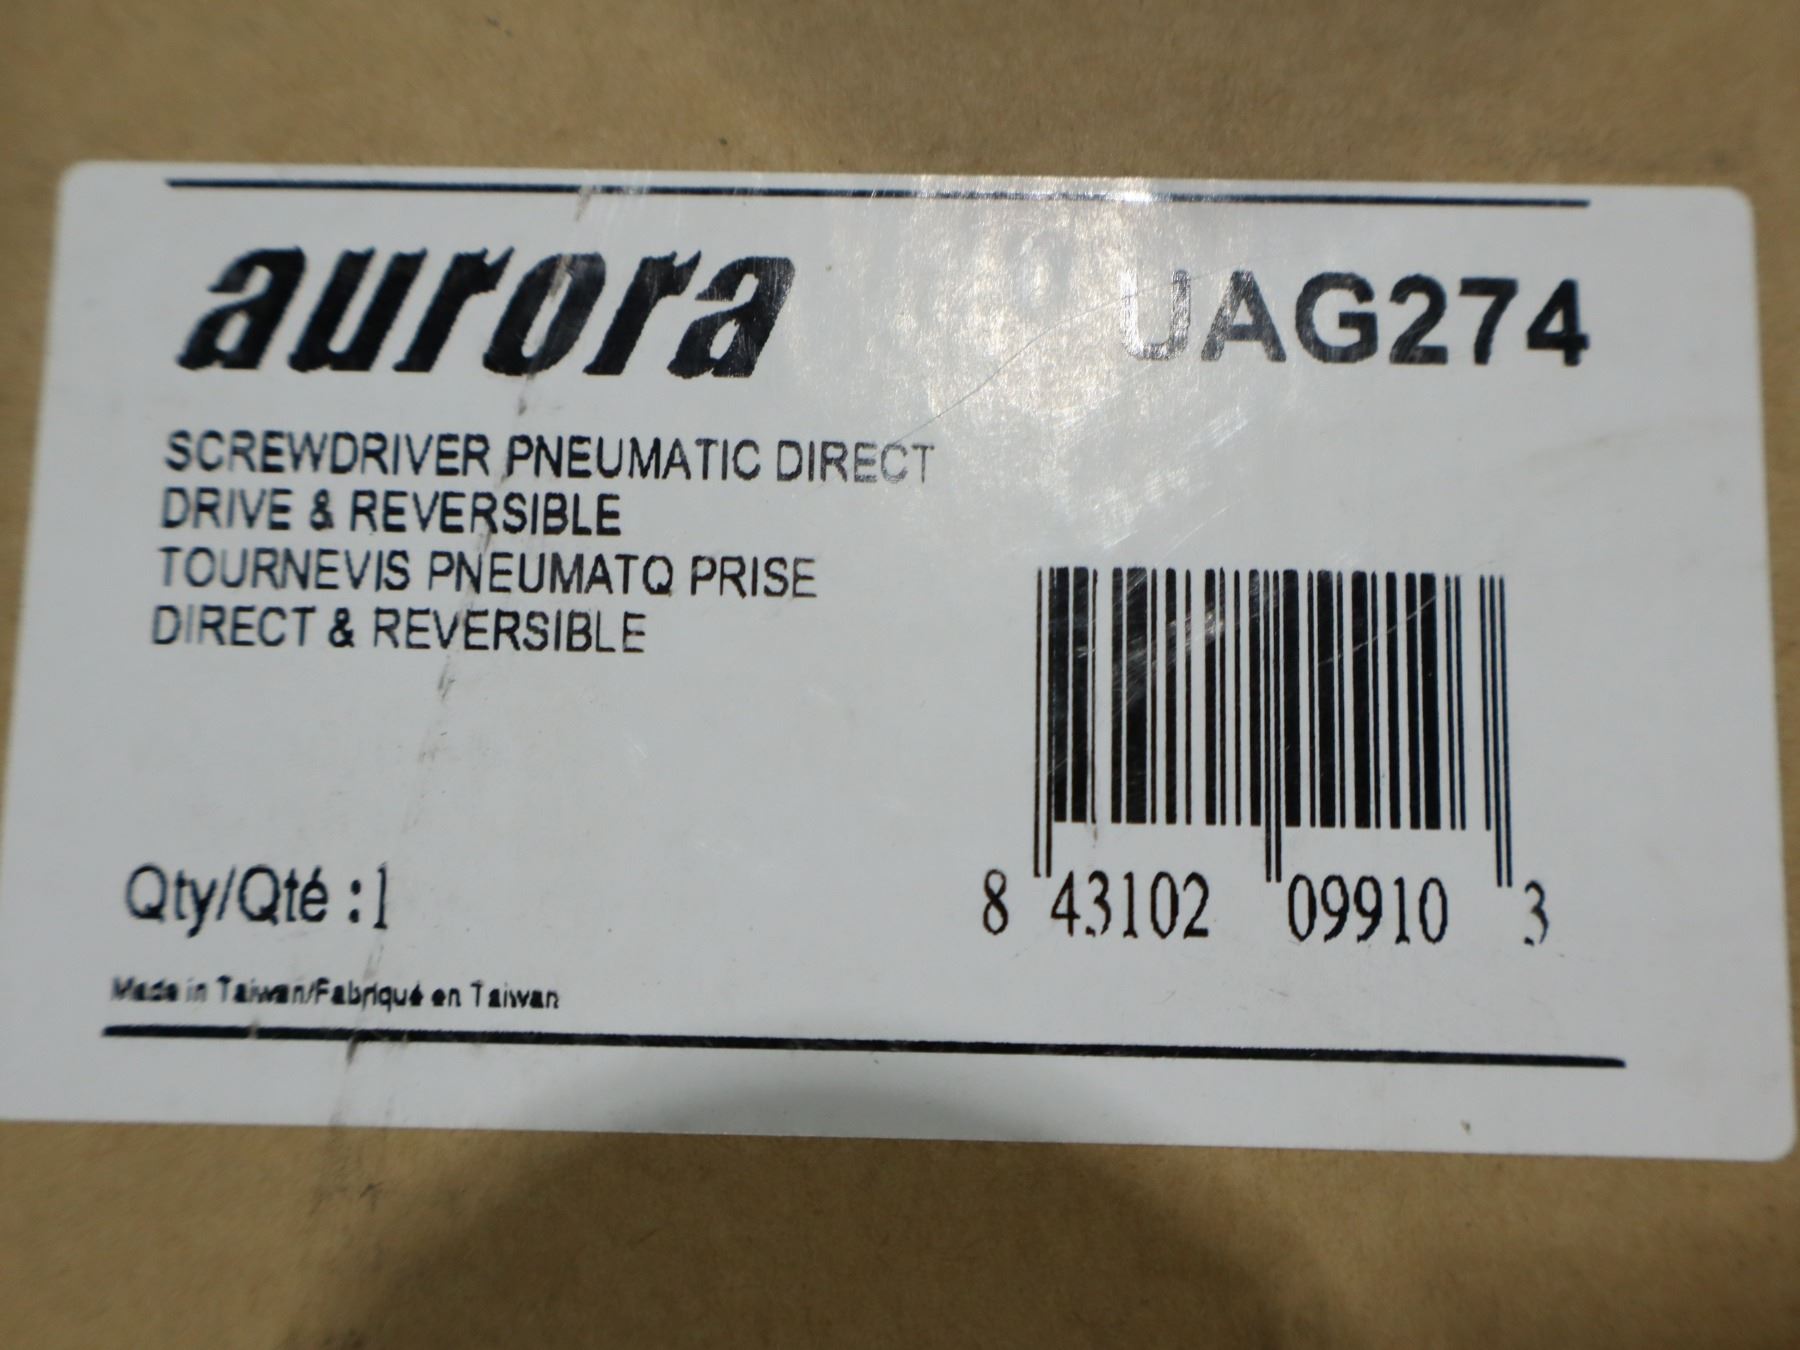 aurora UAG274
SCREWDRIVER PNEUMATIC DIRECT
DRIVE & REVERSIBLE
TOURNEVIS PNEUMATQ PRISE
DIRECT & REVERSIBLE
Qty/Qté :1
8 43102 09910 3
Made in Taiwan/Fabriqué en Taiwan